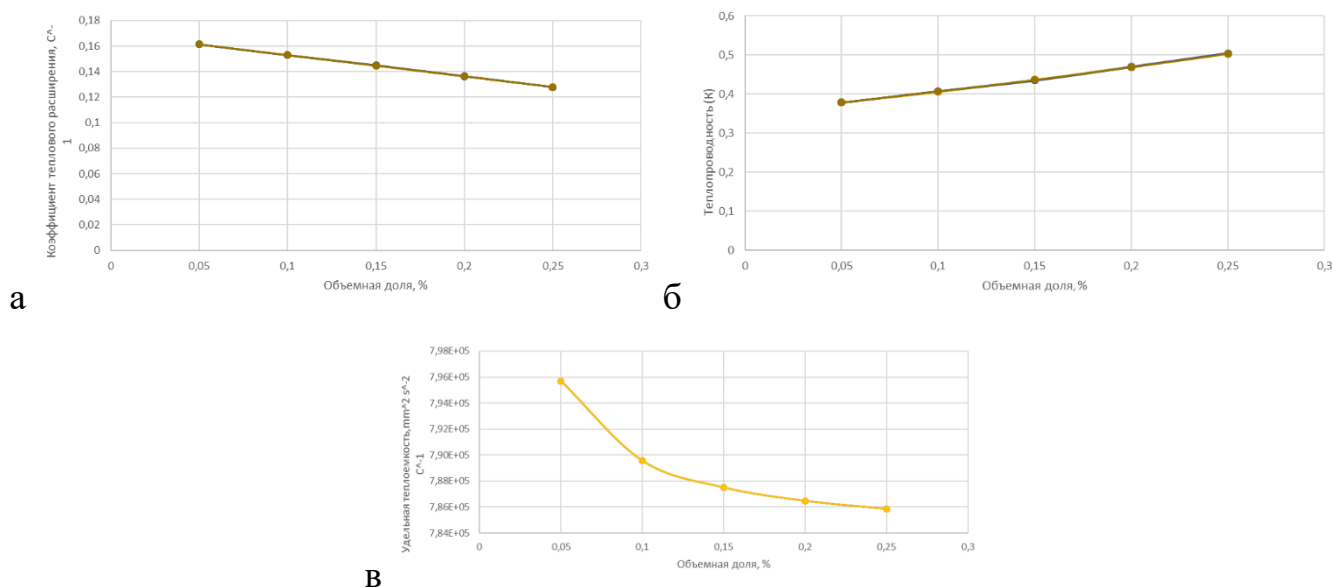 0,18
0,16
0,14
0,12
0,1
0,08
0,06
0,04
0,02
0
Коэффициент теплового расширения, С^-
1
0
0,05
0,1
0,15
0,2
0,25
0,3
Объемная доля, %
а
0,6
0,5
0,4
0,3
0,2
0,1
0
Теплопроводность (К)
0
0,05
0,1
0,15
0,2
0,25
0,3
Объемная доля, %
б
7,98E+05
7,96E+05
7,94E+05
7,92E+05
7,90E+05
7,88E+05
7,86E+05
7,84E+05
Удельная теплоемкость,mm^2 s^-2
C^-1
0
0,05
0,1
0,15
0,2
0,25
0,3
Объемная доля, %
в